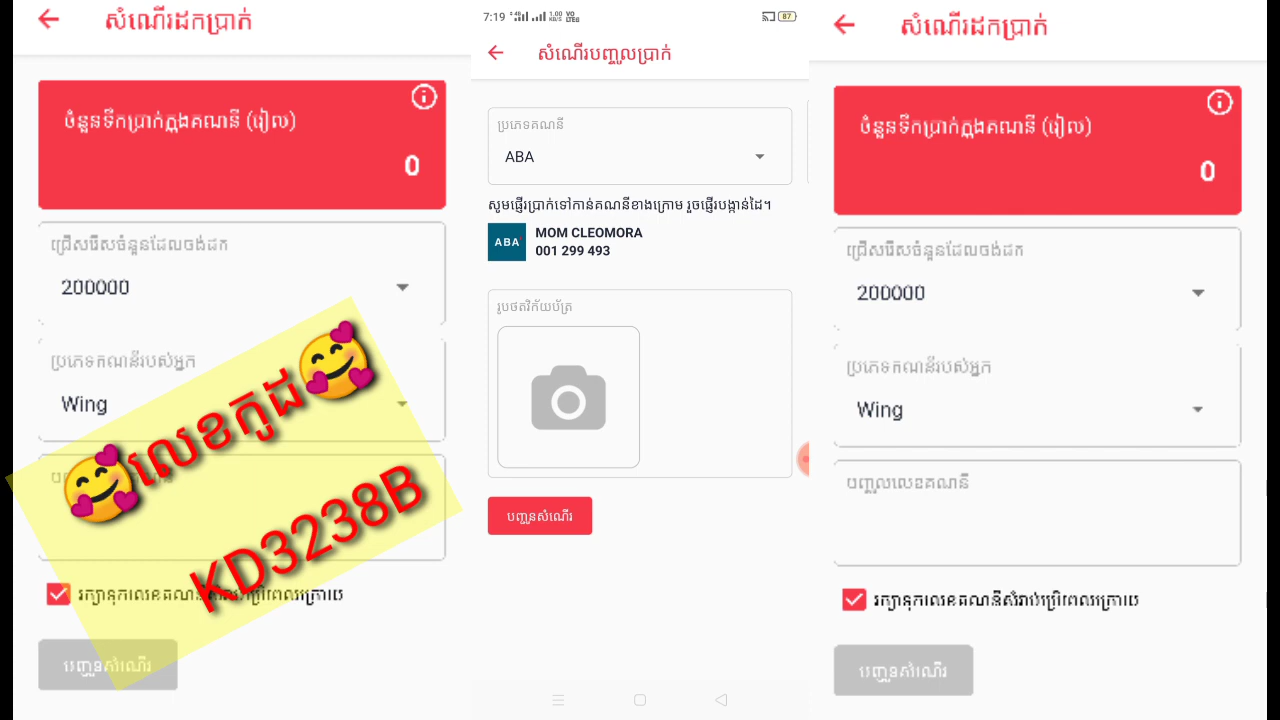 សំណើរដកប្រាក់
ចំនួនទឹកប្រាក់ក្នុងគណនី (រៀល)
0
ជ្រើសរើសចំនួនដែលចង់ដក
200000
ប្រភេទគណនីរបស់អ្នក
Wing
🥰លេខកូដ🥰
KD3238B
បញ្ជូនសំណើរ
7:19
1.00 KB/S
VO LTE
87
សំណើរបញ្ចូលប្រាក់
ប្រភេទគណនី
ABA
សូមផ្ញើរប្រាក់ទៅកាន់គណនីខាងក្រោម រួចផ្ញើរបង្កាន់ដៃ។
ABA
MOM CLEOMORA
001 299 493
រូបថតវិក័យប័ត្រ
បញ្ជូនសំណើរ
សំណើរដកប្រាក់
ចំនួនទឹកប្រាក់ក្នុងគណនី (រៀល)
0
ជ្រើសរើសចំនួនដែលចង់ដក
200000
ប្រភេទគណនីរបស់អ្នក
Wing
បញ្ចូលលេខគណនី
រក្សាទុកលេខគណនីសំរាប់ប្រើពេលក្រោយ
បញ្ជូនសំណើរ